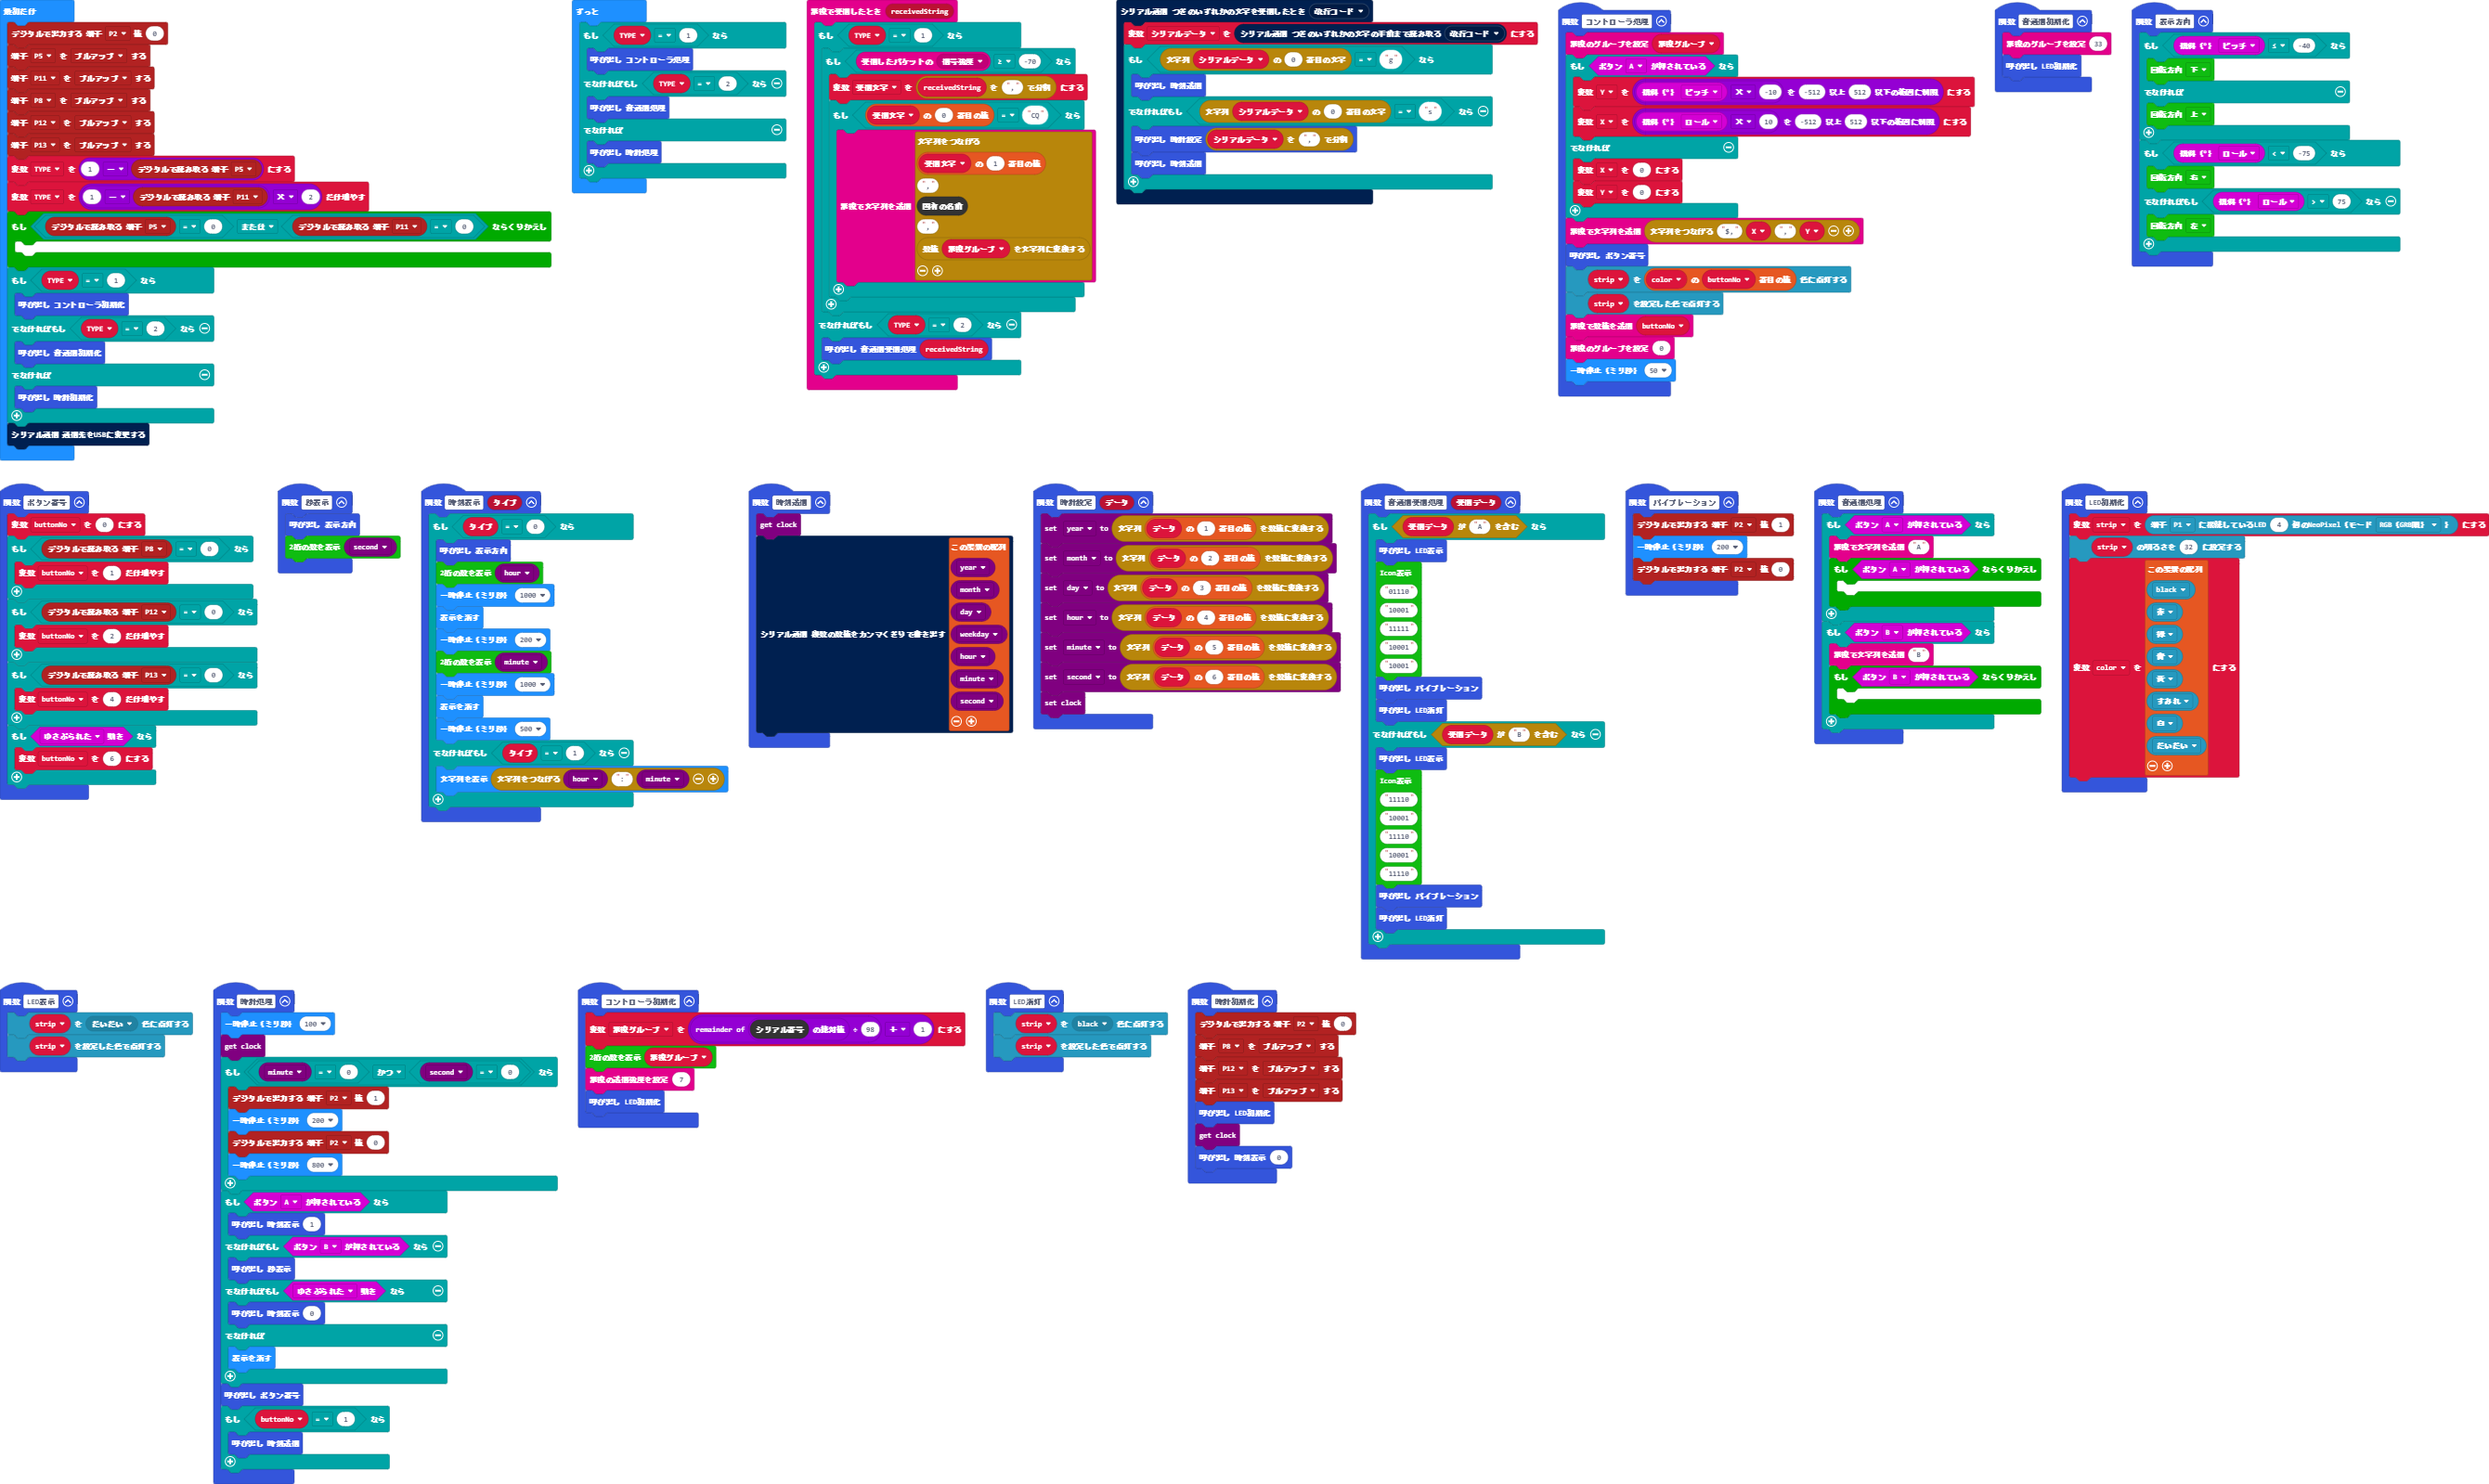 最初だけ
デジタルで出力する 端子 P2 値 0
端子 P5 を プルアップ する
端子 P11 を プルアップ する
端子 P8 を プルアップ する
端子 P12 を プルアップ する
端子 P13 を プルアップ する
変数 TYPE を 1 - デジタルで読み取る 端子 P5 にする
変数 TYPE を 1 - デジタルで読み取る 端子 P11 × 2 だけ増やす
もし デジタルで読み取る 端子 P5 = 0 または デジタルで読み取る 端子 P11 = 0 ならくりかえし
もし TYPE = 1 なら
呼び出し コントローラ初期化
でなければもし TYPE = 2 なら
呼び出し 音通信初期化
でなければ
呼び出し 時計初期化
シリアル通信 通信先をUSBに変更する
ずっと
もし TYPE = 1 なら
呼び出し コントローラ処理
でなければもし TYPE = 2 なら
呼び出し 音通信処理
でなければ
呼び出し 時計処理
無線で受信したとき receivedString
もし TYPE = 1 なら
もし 受信したパケットの 信号強度 ≥ -70 なら
変数 受信文字 を receivedString を "," で分割 にする
もし 受信文字 の 0 番目の値 = "CQ" なら
無線で文字列を送信 文字列をつなげる
受信文字 の 1 番目の値
","
固有の名前
","
数値 無線グループ を文字列に変換する
でなければもし TYPE = 2 なら
呼び出し 音通信受信処理 receivedString
シリアル通信 つぎのいずれかの文字を受信したとき 改行コード
変数 シリアルデータ を シリアル通信 つぎのいずれかの文字の手前まで読み取る 改行コード にする
もし 文字列 シリアルデータ の 0 番目の文字 = "g" なら
呼び出し 時刻送信
でなければもし 文字列 シリアルデータ の 0 番目の文字 = "s" なら
呼び出し 時計設定 シリアルデータ を "," で分割
呼び出し 時刻送信
関数 コントローラ処理
無線のグループを設定 無線グループ
もし ボタン A が押されている なら
変数 Y を 傾斜(°) ピッチ × -10 を -512 以上 512 以下の範囲に制限 にする
変数 X を 傾斜(°) ロール × 10 を -512 以上 512 以下の範囲に制限 にする
でなければ
変数 X を 0 にする
変数 Y を 0 にする
無線で文字列を送信 文字列をつなげる "$," X "," Y
呼び出し ボタン番号
strip を color の buttonNo 番目の値 色に点灯する
strip を設定した色で点灯する
無線で数値を送信 buttonNo
無線のグループを設定 0
一時停止(ミリ秒) 50
関数 音通信初期化
無線のグループを設定 33
呼び出し LED初期化
関数 表示方向
もし 傾斜(°) ピッチ ≤ -40 なら
回転方向 下
でなければ
回転方向 上
もし 傾斜(°) ロール < -75 なら
回転方向 右
でなければもし 傾斜(°) ロール > 75 なら
回転方向 左
関数 ボタン番号
変数 buttonNo を 0 にする
もし デジタルで読み取る 端子 P8 = 0 なら
変数 buttonNo を 1 だけ増やす
もし デジタルで読み取る 端子 P12 = 0 なら
変数 buttonNo を 2 だけ増やす
もし デジタルで読み取る 端子 P13 = 0 なら
変数 buttonNo を 4 だけ増やす
もし ゆさぶられた 動き なら
変数 buttonNo を 6 にする
関数 秒表示
呼び出し 表示方向
2桁の数を表示 second
関数 時刻表示 タイプ
もし タイプ = 0 なら
呼び出し 表示方向
2桁の数を表示 hour
一時停止(ミリ秒) 1000
表示を消す
一時停止(ミリ秒) 200
2桁の数を表示 minute
一時停止(ミリ秒) 1000
表示を消す
一時停止(ミリ秒) 500
でなければもし タイプ = 1 なら
文字列を表示 文字列をつなげる hour ":" minute
関数 時刻送信
get clock
シリアル通信 複数の数値をカンマくぎりで書き出す この要素の配列
year
month
day
weekday
hour
minute
second
関数 時計設定 データ
set year to 文字列 データ の 1 番目の値 を数値に変換する
set month to 文字列 データ の 2 番目の値 を数値に変換する
set day to 文字列 データ の 3 番目の値 を数値に変換する
set hour to 文字列 データ の 4 番目の値 を数値に変換する
set minute to 文字列 データ の 5 番目の値 を数値に変換する
set second to 文字列 データ の 6 番目の値 を数値に変換する
set clock
関数 音通信受信処理 受信データ
もし 受信データ が "A" を含む なら
呼び出し LED表示
Icon表示
"01110"
"10001"
"11111"
"10001"
"10001"
呼び出し バイブレーション
呼び出し LED消灯
でなければもし 受信データ が "B" を含む なら
呼び出し LED表示
Icon表示
"11110"
"10001"
"11110"
"10001"
"11110"
呼び出し バイブレーション
呼び出し LED消灯
関数 バイブレーション
デジタルで出力する 端子 P2 値 1
一時停止(ミリ秒) 200
デジタルで出力する 端子 P2 値 0
関数 音通信処理
もし ボタン A が押されている なら
無線で文字列を送信 "A"
もし ボタン A が押されている ならくりかえし
もし ボタン B が押されている なら
無線で文字列を送信 "B"
もし ボタン B が押されている ならくりかえし
関数 LED初期化
変数 strip を 端子 P1 に接続しているLED 4 個のNeoPixel(モード RGB(GRB順) ) にする
strip の明るさを 32 に設定する
変数 color を この要素の配列 にする
black
赤
緑
青
黄
すみれ
白
だいだい
関数 LED表示
strip を だいだい 色に点灯する
strip を設定した色で点灯する
関数 時計処理
一時停止(ミリ秒) 100
get clock
もし minute = 0 かつ second = 0 なら
デジタルで出力する 端子 P2 値 1
一時停止(ミリ秒) 200
デジタルで出力する 端子 P2 値 0
一時停止(ミリ秒) 800
もし ボタン A が押されている なら
呼び出し 時刻表示 1
でなければもし ボタン B が押されている なら
呼び出し 秒表示
でなければもし ゆさぶられた 動き なら
呼び出し 時刻表示 0
でなければ
表示を消す
呼び出し ボタン番号
もし buttonNo = 1 なら
呼び出し 時刻送信
関数 コントローラ初期化
変数 無線グループ を remainder of シリアル番号 の絶対値 ÷ 98 + 1 にする
2桁の数を表示 無線グループ
無線の送信強度を設定 7
呼び出し LED初期化
関数 LED消灯
strip を black 色に点灯する
strip を設定した色で点灯する
関数 時計初期化
デジタルで出力する 端子 P2 値 0
端子 P8 を プルアップ する
端子 P12 を プルアップ する
端子 P13 を プルアップ する
呼び出し LED初期化
get clock
呼び出し 時刻表示 0